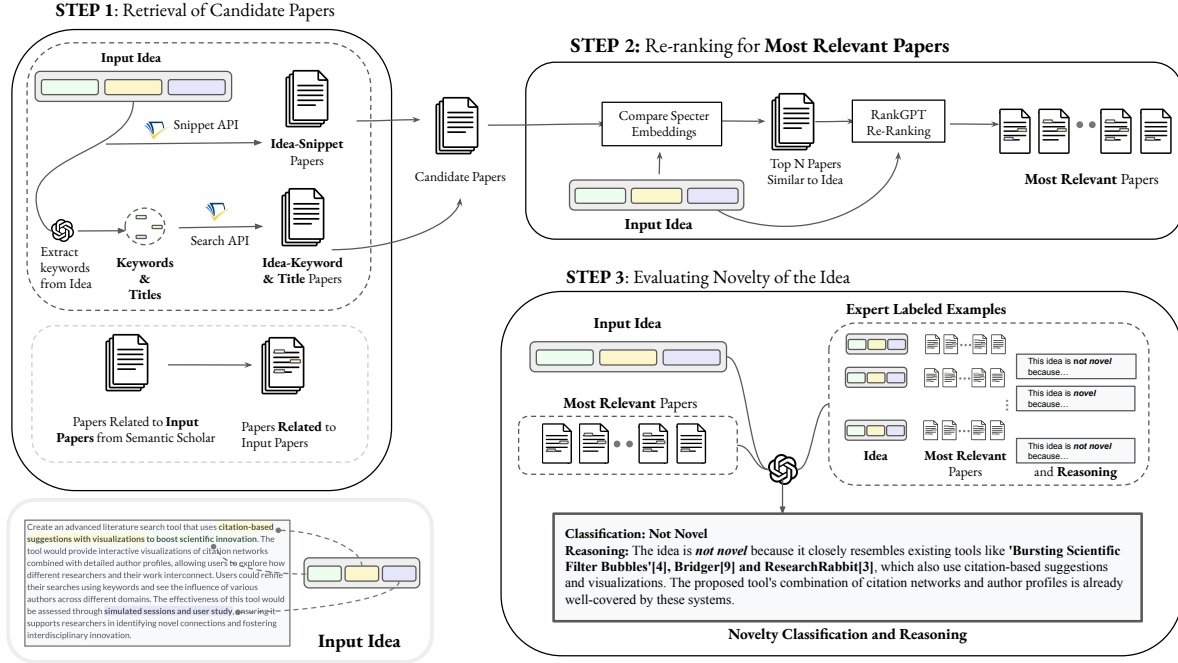 STEP 1: Retrieval of Candidate Papers
Input Idea
Snippet API
Idea-Snippet
Papers
Extract
keywords
from Idea
Keywords
&
Titles
Search API
Idea-Keyword
& Title Papers
Candidate Papers
Papers Related to Input
Papers from Semantic Scholar
Papers Related to
Input Papers
STEP 2: Re-ranking for Most Relevant Papers
Compare Specter
Embeddings
Top N Papers
Similar to Idea
RankGPT
Re-Ranking
Most Relevant Papers
Input Idea
STEP 3: Evaluating Novelty of the Idea
Input Idea
Most Relevant Papers
Expert Labeled Examples
This idea is not novel
because…
This idea is novel
because…
This idea is not novel
because…
Idea
Most Relevant
Papers
and Reasoning
Classification: Not Novel
Reasoning: The idea is not novel because it closely resembles existing tools like 'Bursting Scientific
Filter Bubbles'[4], Bridger[9] and ResearchRabbit[3], which also use citation-based suggestions
and visualizations. The proposed tool's combination of citation networks and author profiles is already
well-covered by these systems.
Novelty Classification and Reasoning
Create an advanced literature search tool that uses citation-based
suggestions with visualizations to boost scientific innovation. The
tool would provide interactive visualizations of citation networks
combined with detailed author profiles, allowing users to explore how
different researchers and their work interconnect. Users could refine
their searches using keywords and see the influence of various
authors across different domains. The effectiveness of this tool would
be assessed through simulated sessions and user study, ensuring it
supports researchers in identifying novel connections and fostering
interdisciplinary innovation.
Input Idea